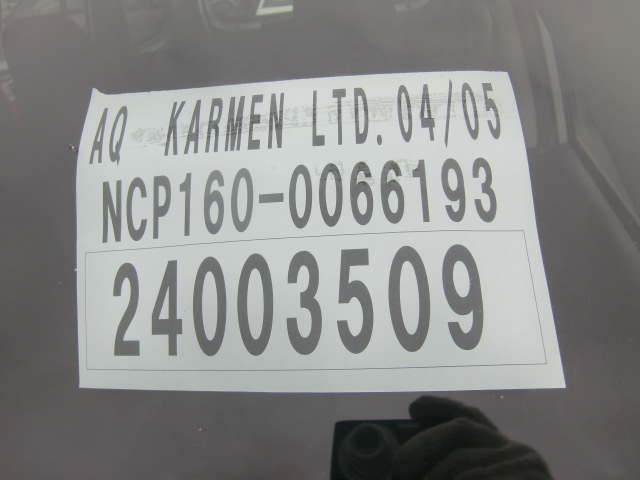 AQ KARMEN LTD. 04/05
NCP160-0066193
24003509